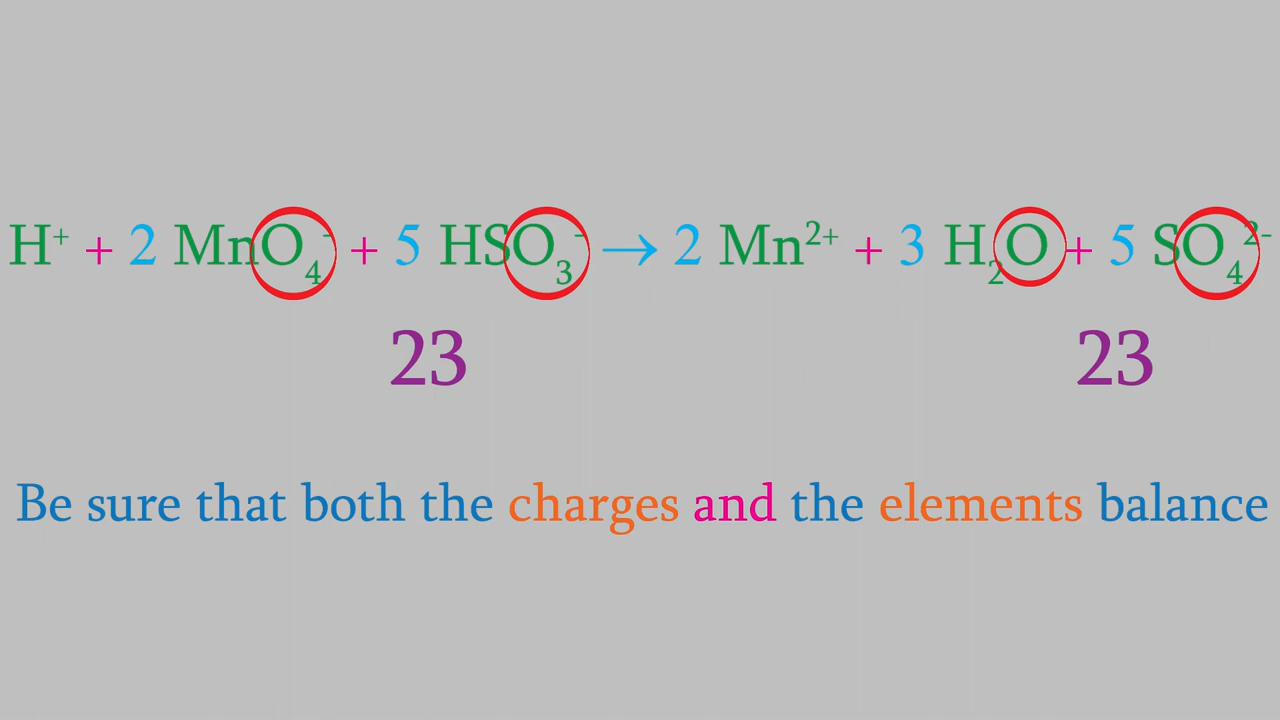 H⁺ + 2 MnO₄⁻ + 5 HSO₃⁻ → 2 Mn²⁺ + 3 H₂O + 5 SO₄²⁻
23 23
Be sure that both the charges and the elements balance